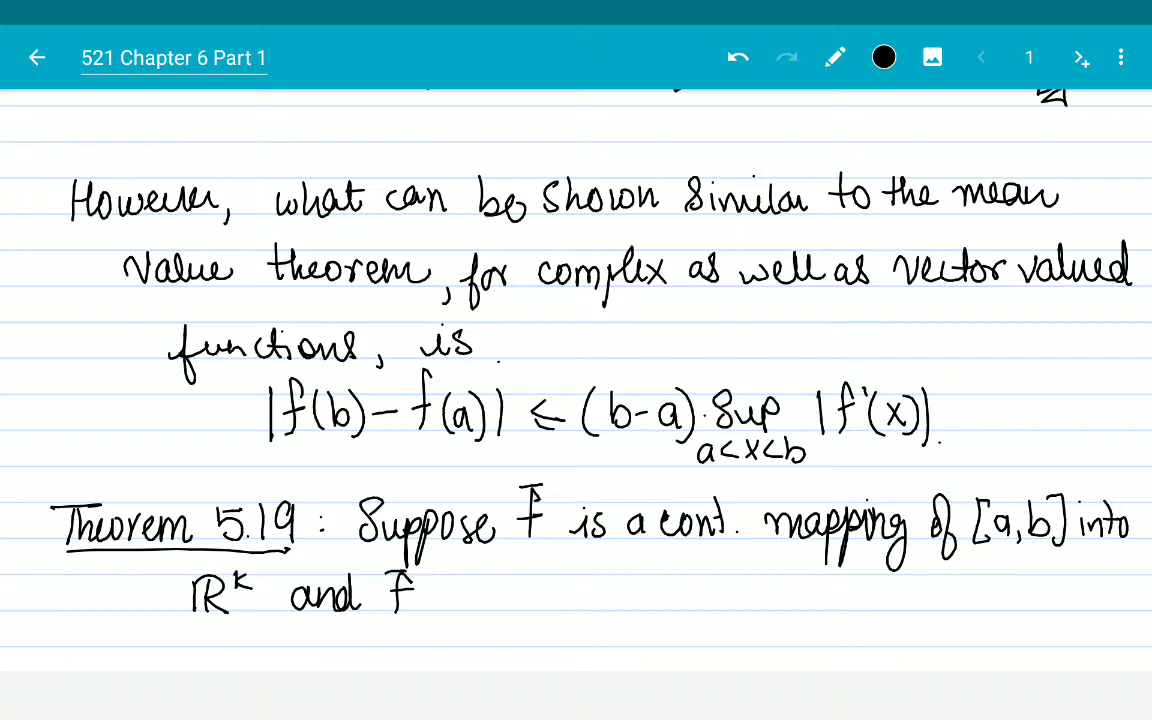 521 Chapter 6 Part 1
1
However, what can be shown similar to the mean
value theorem, for complex as well as vector valued
functions, is.
|f(b) - f(a)| ≤ (b-a). sup |f'(x)|.
a<x<b
Theorem 5.19 : Suppose f̄ is a cont. mapping of [a,b] into
ℝᵏ and f̄